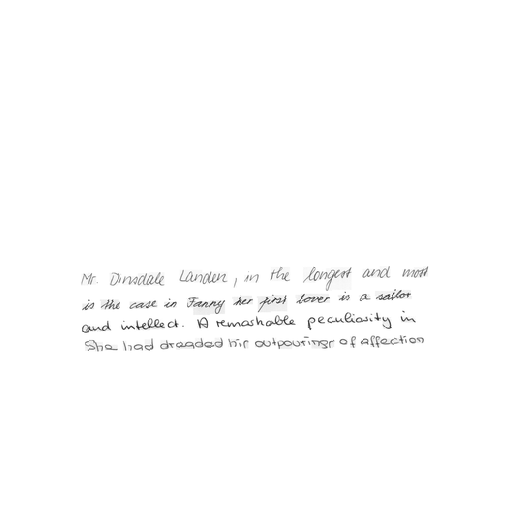 Mr. Dinsdale Landen, in the longest and most
is the case in Fanny her first lover is a sailor
and intellect. A remarkable peculiarity in
She had dreaded his outpourings of affection